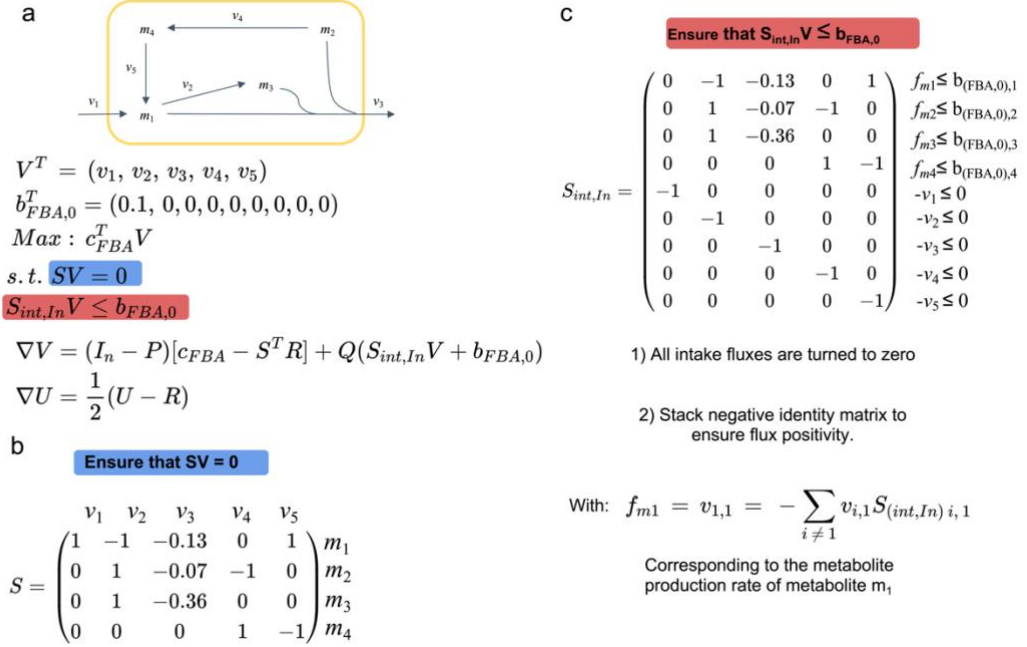 a
v₄
m₄ m₂
v₅ v₂ m₃
v₁ m₁ v₃
Vᵀ = (v₁, v₂, v₃, v₄, v₅)
bᵀ_FBA,0 = (0.1, 0,0,0,0,0,0,0,0)
Max : cᵀ_FBA V
s.t. SV = 0
S_int,In V ≤ b_FBA,0
∇V = (Iₙ − P)[c_FBA − SᵀR] + Q(S_int,In V + b_FBA,0)
∇U = 1/2 (U − R)
b
Ensure that SV = 0
v₁ v₂ v₃ v₄ v₅
S =
1 −1 −0.13 0 1 m₁
0 1 −0.07 −1 0 m₂
0 1 −0.36 0 0 m₃
0 0 0 1 −1 m₄
c
Ensure that S_int,In V ≤ b_FBA,0
S_int,In =
0 −1 −0.13 0 1 f_m1 ≤ b_(FBA,0),1
0 1 −0.07 −1 0 f_m2 ≤ b_(FBA,0),2
0 1 −0.36 0 0 f_m3 ≤ b_(FBA,0),3
0 0 0 1 −1 f_m4 ≤ b_(FBA,0),4
−1 0 0 0 0 -v₁ ≤ 0
0 −1 0 0 0 -v₂ ≤ 0
0 0 −1 0 0 -v₃ ≤ 0
0 0 0 −1 0 -v₄ ≤ 0
0 0 0 0 −1 -v₅ ≤ 0
1) All intake fluxes are turned to zero
2) Stack negative identity matrix to
ensure flux positivity.
With: f_m1 = v₁,₁ = − ∑_{i≠1} v_i,1 S_(int,In) i, 1
Corresponding to the metabolite
production rate of metabolite m₁